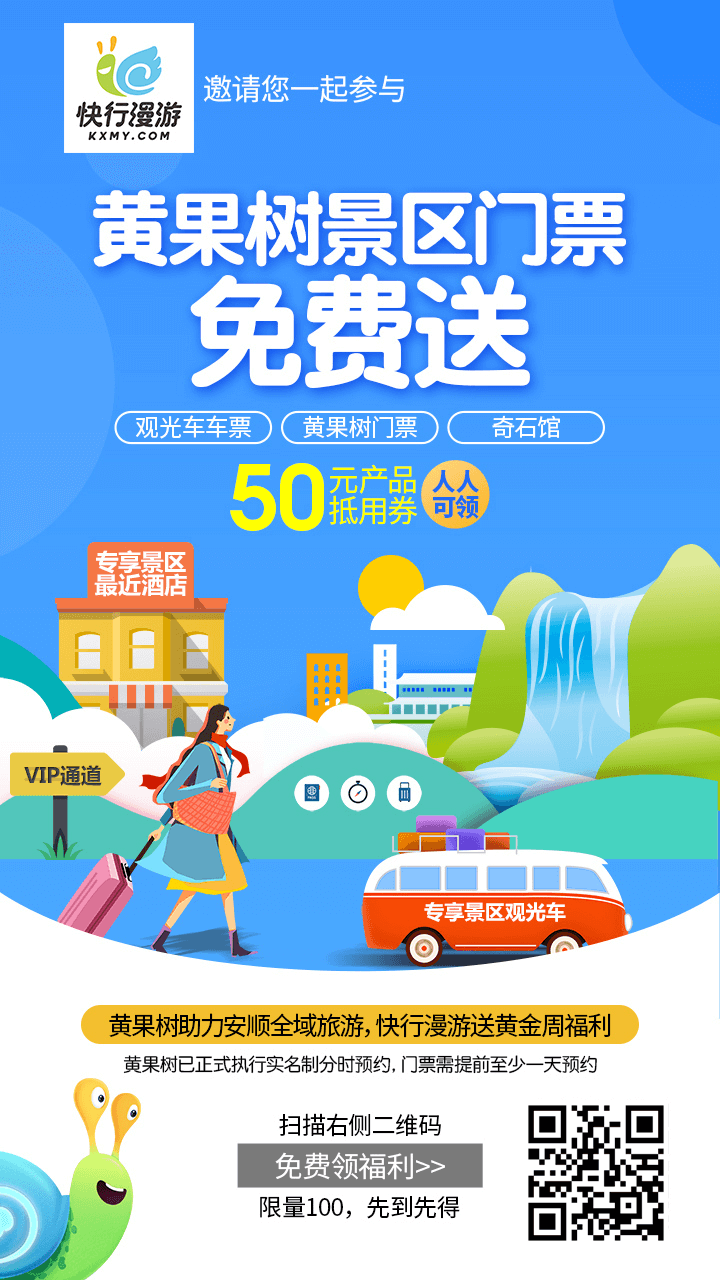 快行漫游
KXMY.COM
邀请您一起参与
黄果树景区门票
免费送
观光车车票
黄果树门票
奇石馆
50元产品
抵用券
人人
可领
专享景区
最近酒店
VIP通道
专享景区观光车
黄果树助力安顺全域旅游,快行漫游送黄金周福利
黄果树已正式执行实名制分时预约,门票需提前至少一天预约
扫描右侧二维码
免费领福利>>
限量100，先到先得